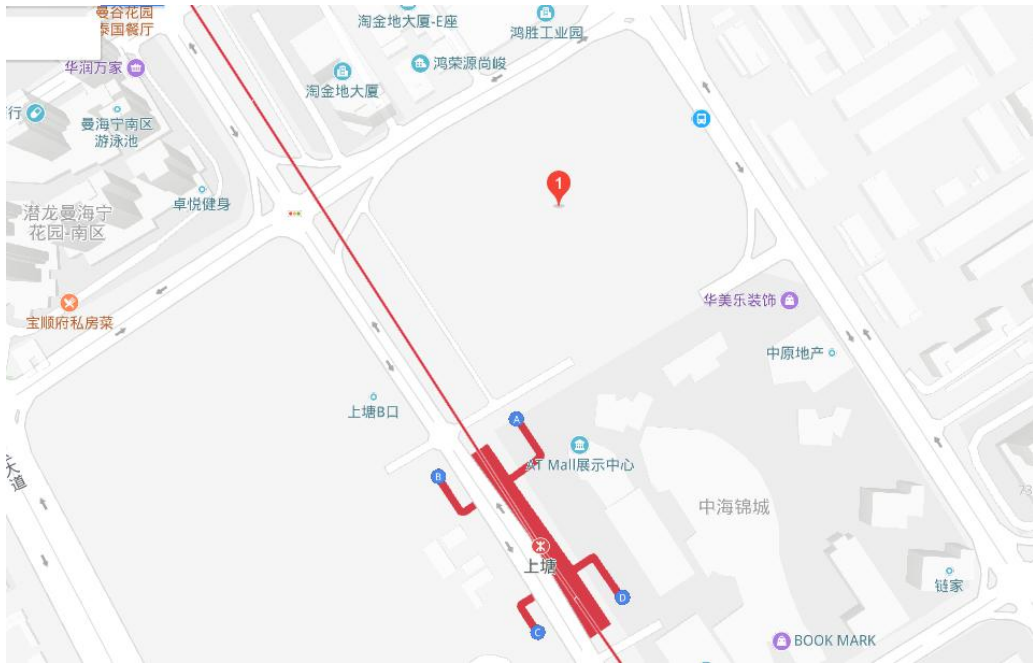 曼谷花园
泰国餐厅
淘金地大厦-E座
鸿胜工业园
华润万家
鸿荣源尚峻
淘金地大厦
行
曼海宁南区
游泳池
1
卓悦健身
潜龙曼海宁
花园-南区
华美乐装饰
宝顺府私房菜
中原地产
上塘B口
A
AT Mall展示中心
B
大道
73
中海锦城
上塘
链家
D
C
BOOK MARK